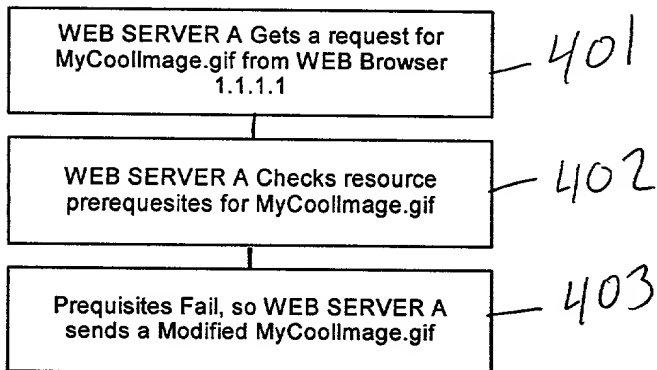 WEB SERVER A Gets a request for
MyCoolImage.gif from WEB Browser
1.1.1.1
401
WEB SERVER A Checks resource
prerequesites for MyCoolImage.gif
402
Prequisites Fail, so WEB SERVER A
sends a Modified MyCoolImage.gif
403